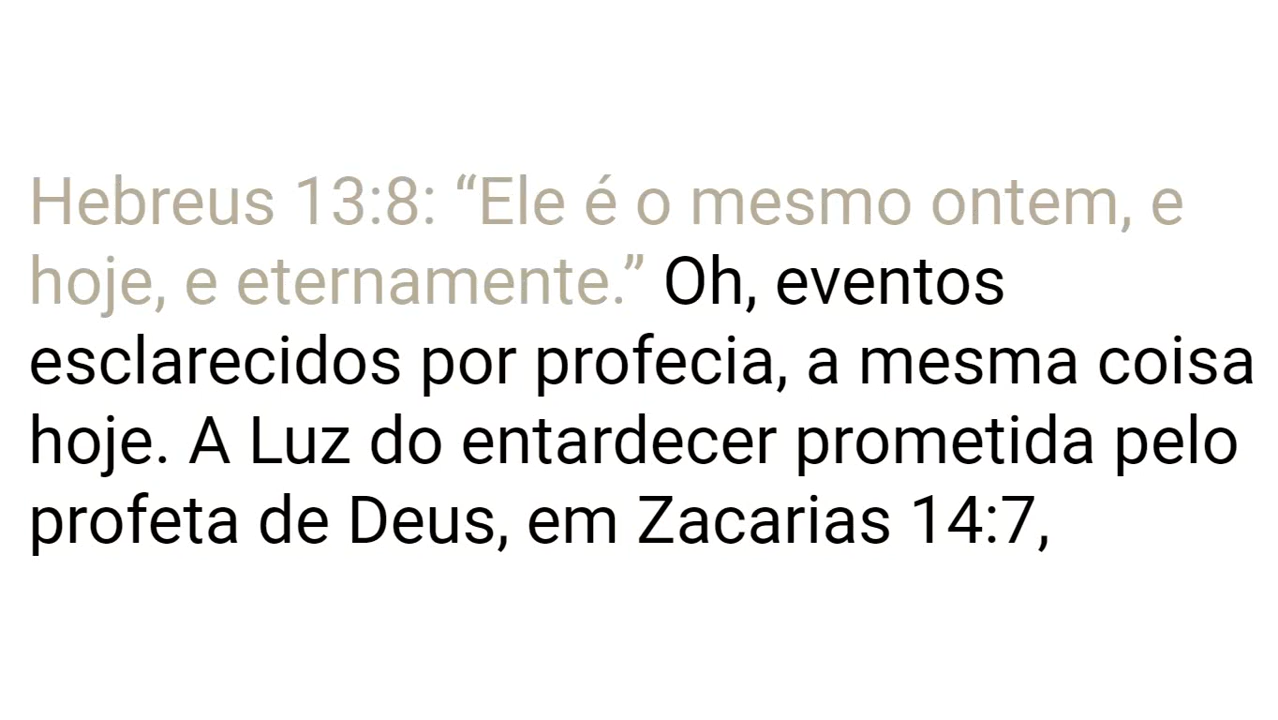 Hebreus 13:8: “Ele é o mesmo ontem, e
hoje, e eternamente.” Oh, eventos
esclarecidos por profecia, a mesma coisa
hoje. A Luz do entardecer prometida pelo
profeta de Deus, em Zacarias 14:7,